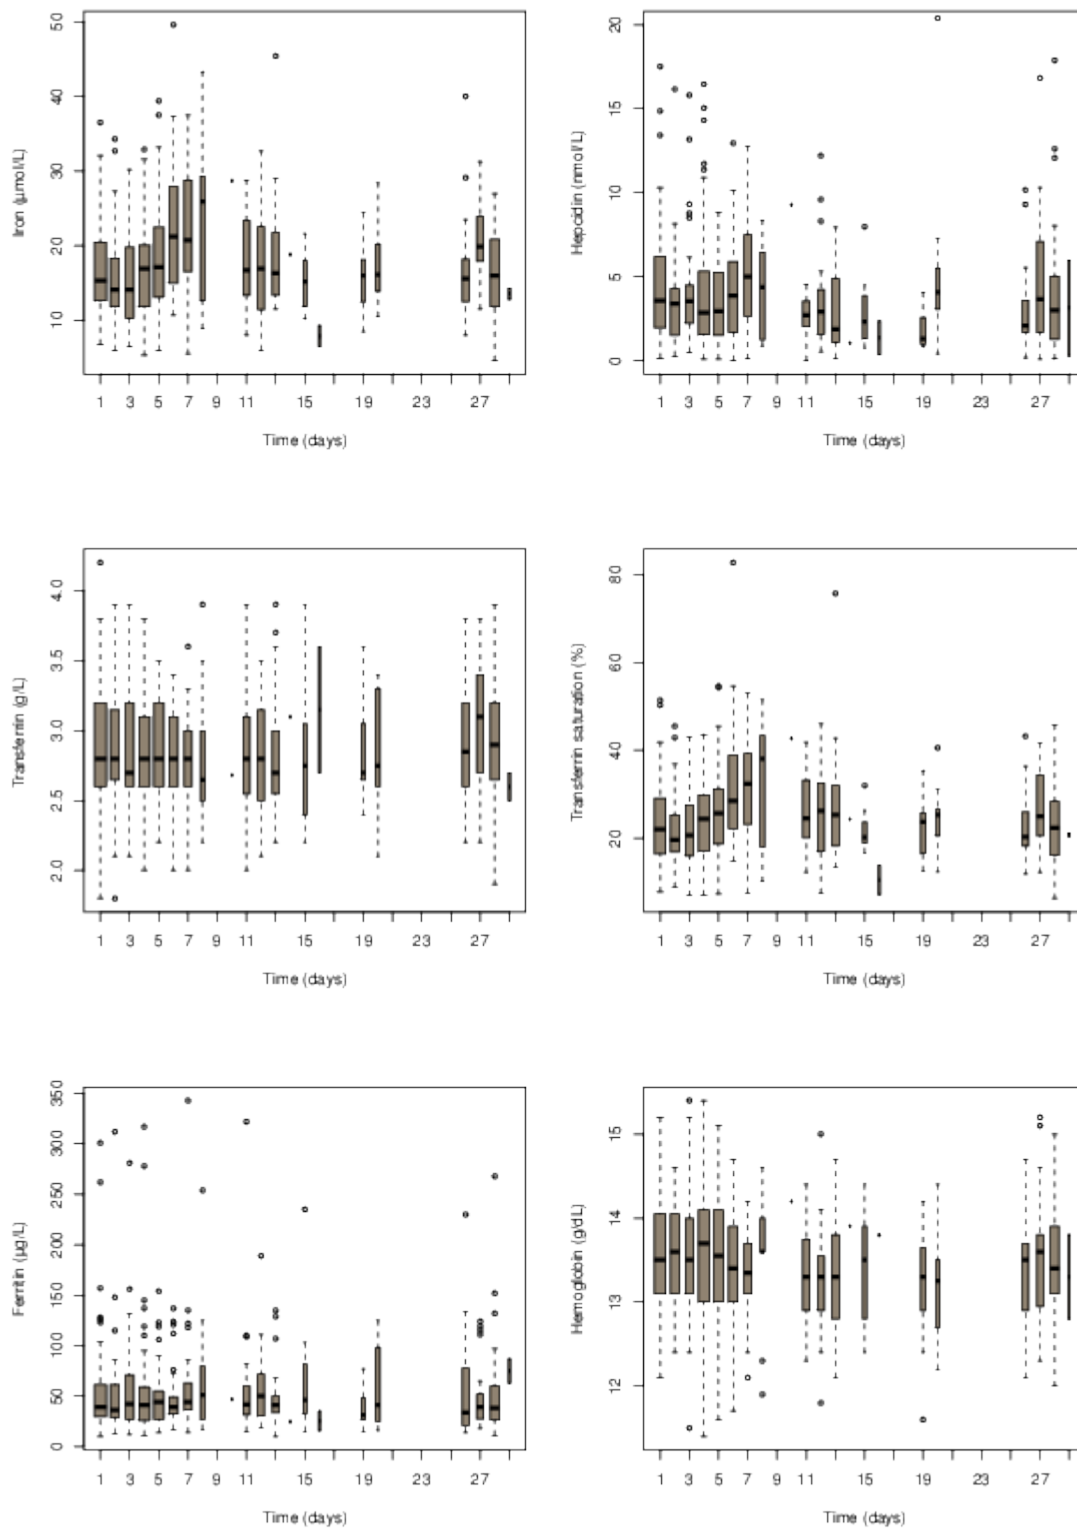 50
40
30
20
10
Iron (µmol/L)
1 3 5 7 9 11 15 19 23 27
Time (days)
20
15
10
5
0
Hepcidin (nmol/L)
1 3 5 7 9 11 15 19 23 27
Time (days)
4.0
3.5
3.0
2.5
2.0
Transferrin (g/L)
1 3 5 7 9 11 15 19 23 27
Time (days)
80
60
40
20
Transferrin saturation (%)
1 3 5 7 9 11 15 19 23 27
Time (days)
350
300
250
200
150
100
50
0
Ferritin (µg/L)
1 3 5 7 9 11 15 19 23 27
Time (days)
15
14
13
12
Hemoglobin (g/dL)
1 3 5 7 9 11 15 19 23 27
Time (days)